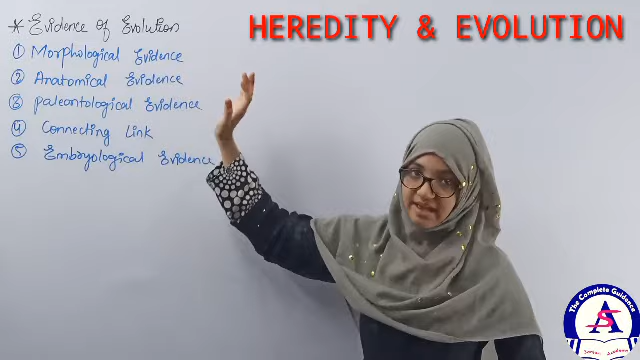 HEREDITY & EVOLUTION
* Evidence of Evolution
① Morphological Evidence
② Anatomical Evidence
③ Paleontological Evidence
④ Connecting Link
⑤ Embryological Evidence
The Complete Guidance
AS